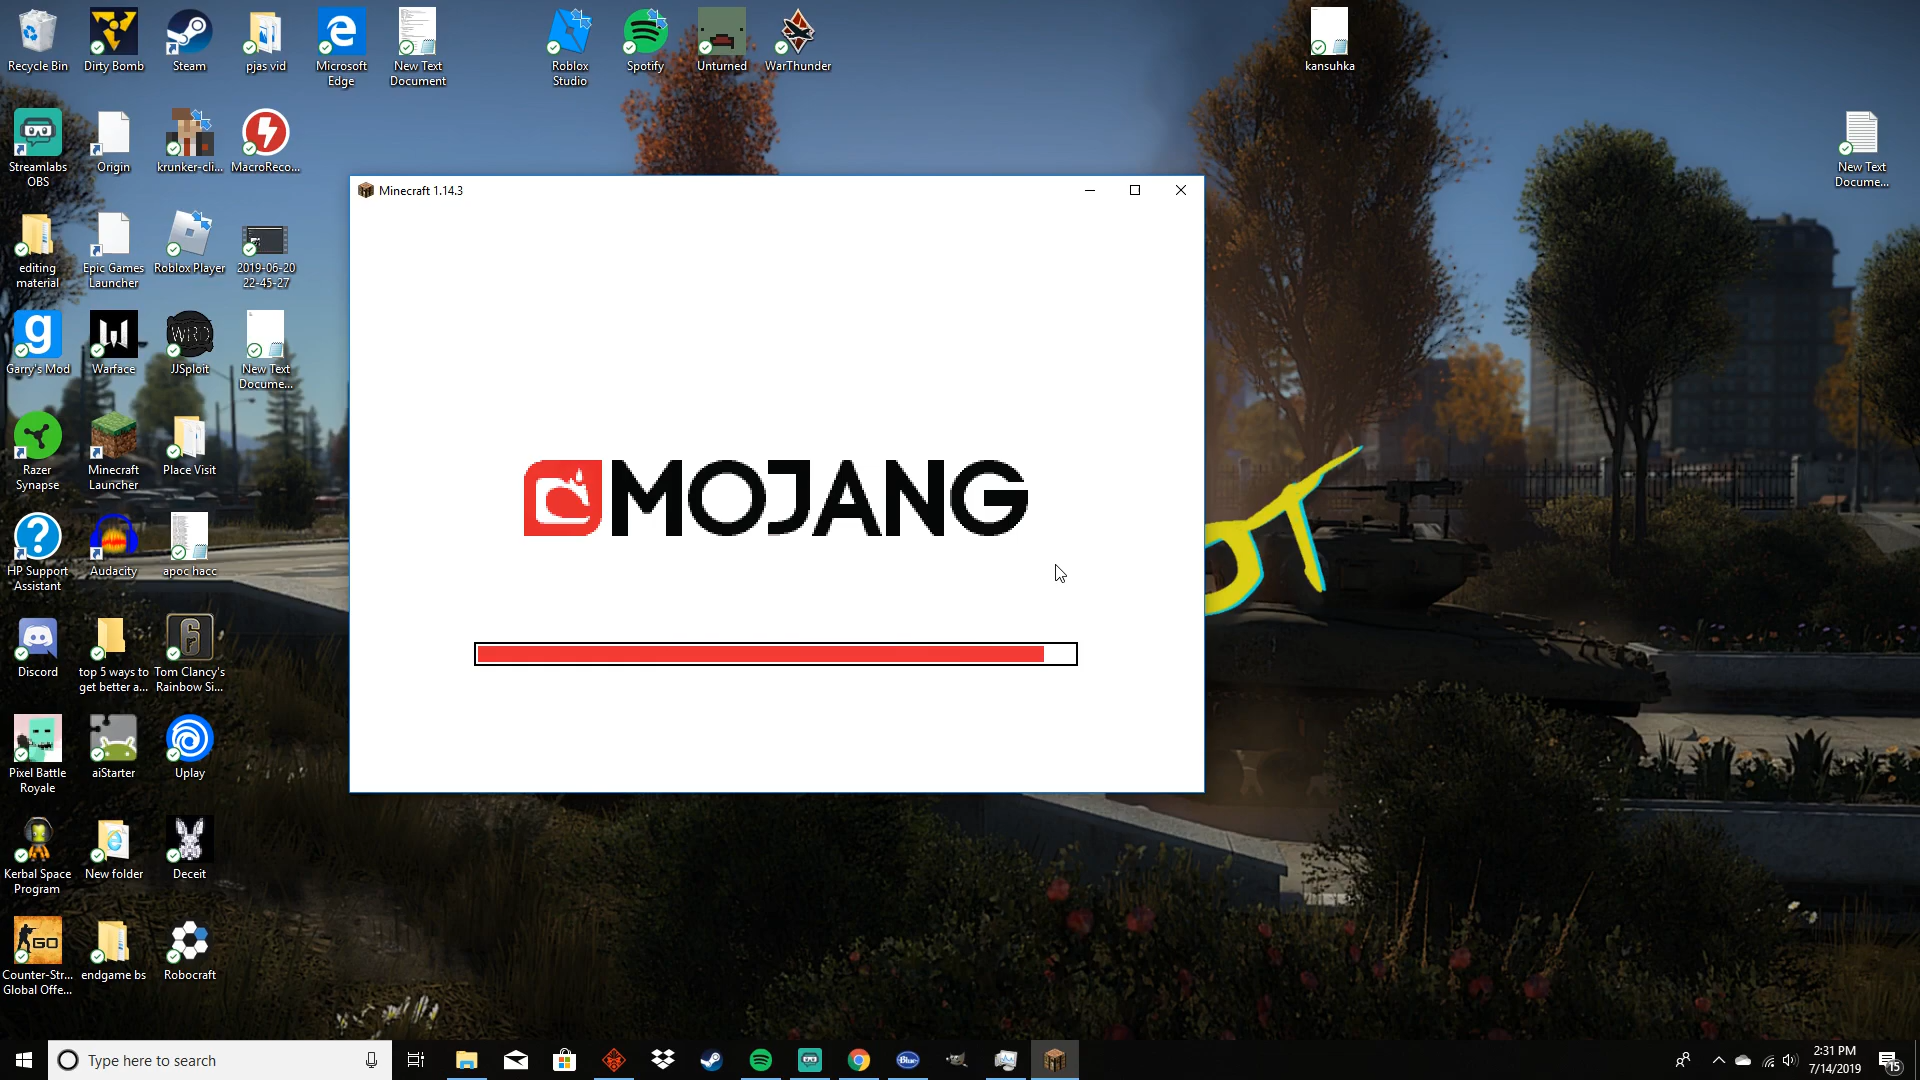 Recycle Bin
Dirty Bomb
Steam
pjas vid
Microsoft
Edge
New Text
Document
Roblox
Studio
Spotify
Unturned
WarThunder
kansuhka
New Text
Docume...
Streamlabs
OBS
Origin
krunker-cli...
MacroReco...
editing
material
Epic Games
Launcher
Roblox Player
2019-06-20
22-45-27
g
Garry's Mod
Warface
WRD
JJSploit
New Text
Docume...
Razer
Synapse
Minecraft
Launcher
Place Visit
HP Support
Assistant
Audacity
apoc hacc
Discord
top 5 ways to
get better a...
6
Tom Clancy's
Rainbow Si...
Pixel Battle
Royale
aiStarter
Uplay
Kerbal Space
Program
New folder
Deceit
GO
Counter-Str...
Global Offe...
endgame bs
Robocraft
Minecraft 1.14.3
MOJANG
OT
Type here to search
Blue
2:31 PM
7/14/2019
15